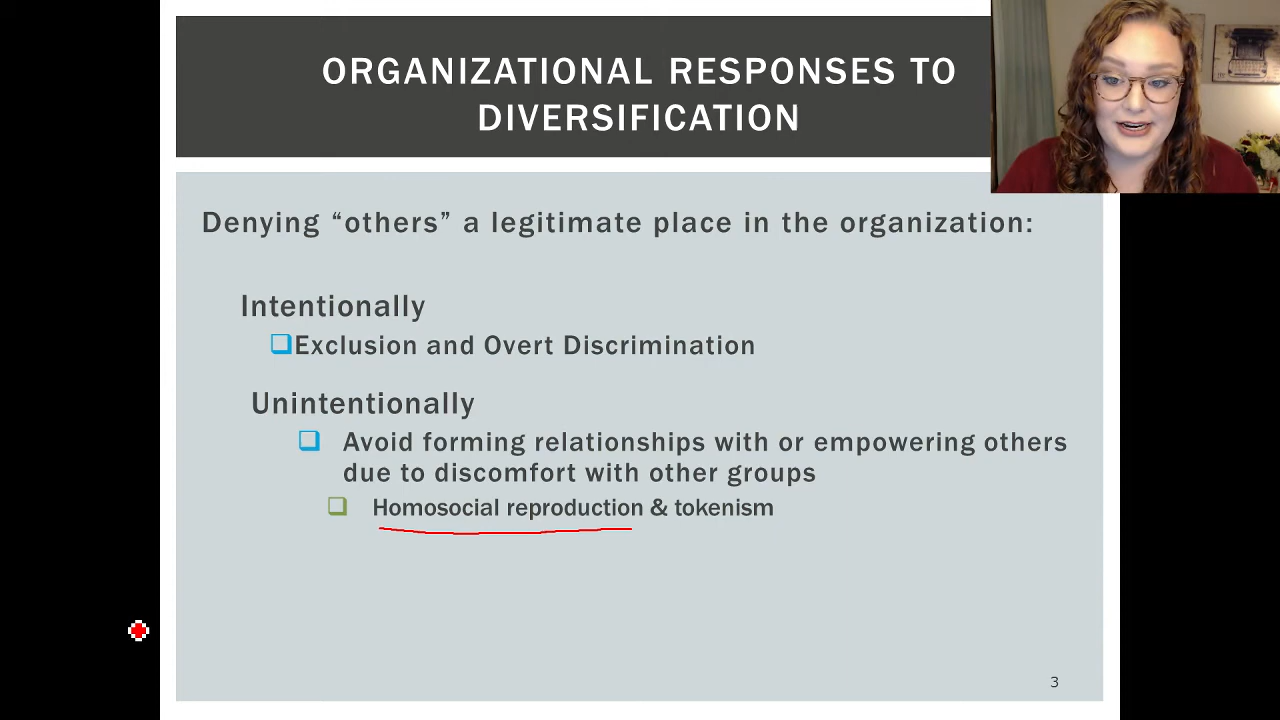 ORGANIZATIONAL RESPONSES TO
DIVERSIFICATION
Denying “others” a legitimate place in the organization:
Intentionally
Exclusion and Overt Discrimination
Unintentionally
Avoid forming relationships with or empowering others
due to discomfort with other groups
Homosocial reproduction & tokenism
3